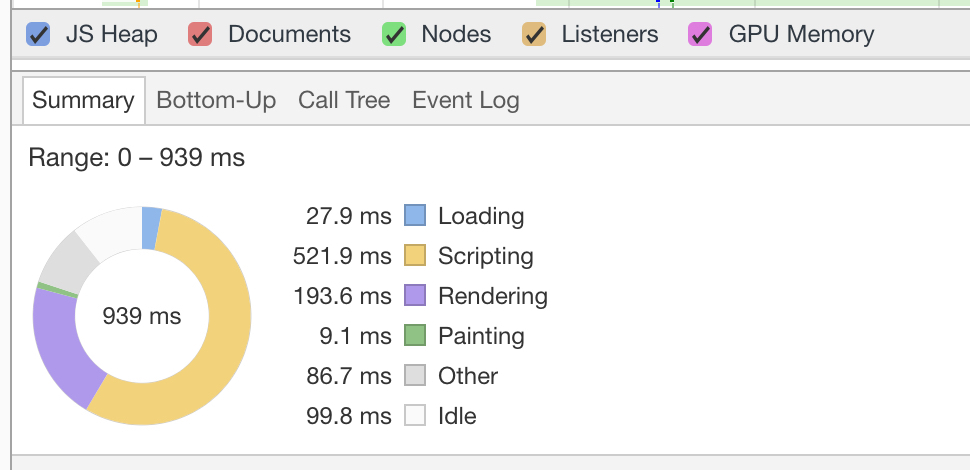 JS Heap Documents Nodes Listeners GPU Memory
Summary Bottom-Up Call Tree Event Log
Range: 0 – 939 ms
939 ms
27.9 ms Loading
521.9 ms Scripting
193.6 ms Rendering
9.1 ms Painting
86.7 ms Other
99.8 ms Idle